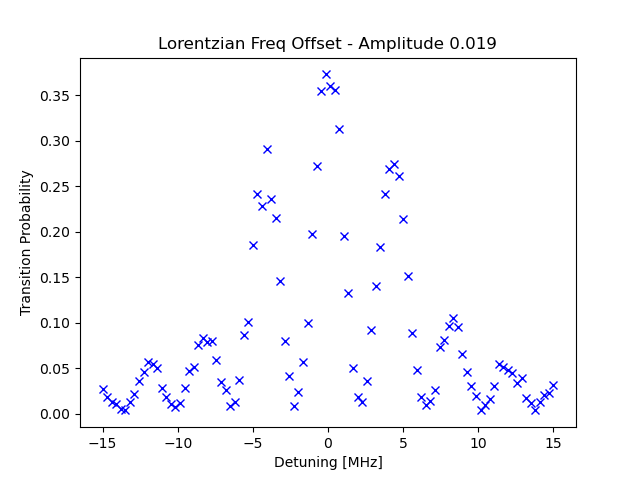 Lorentzian Freq Offset - Amplitude 0.019
Transition Probability
0.35
0.30
0.25
0.20
0.15
0.10
0.05
0.00
−15 −10 −5 0 5 10 15
Detuning [MHz]